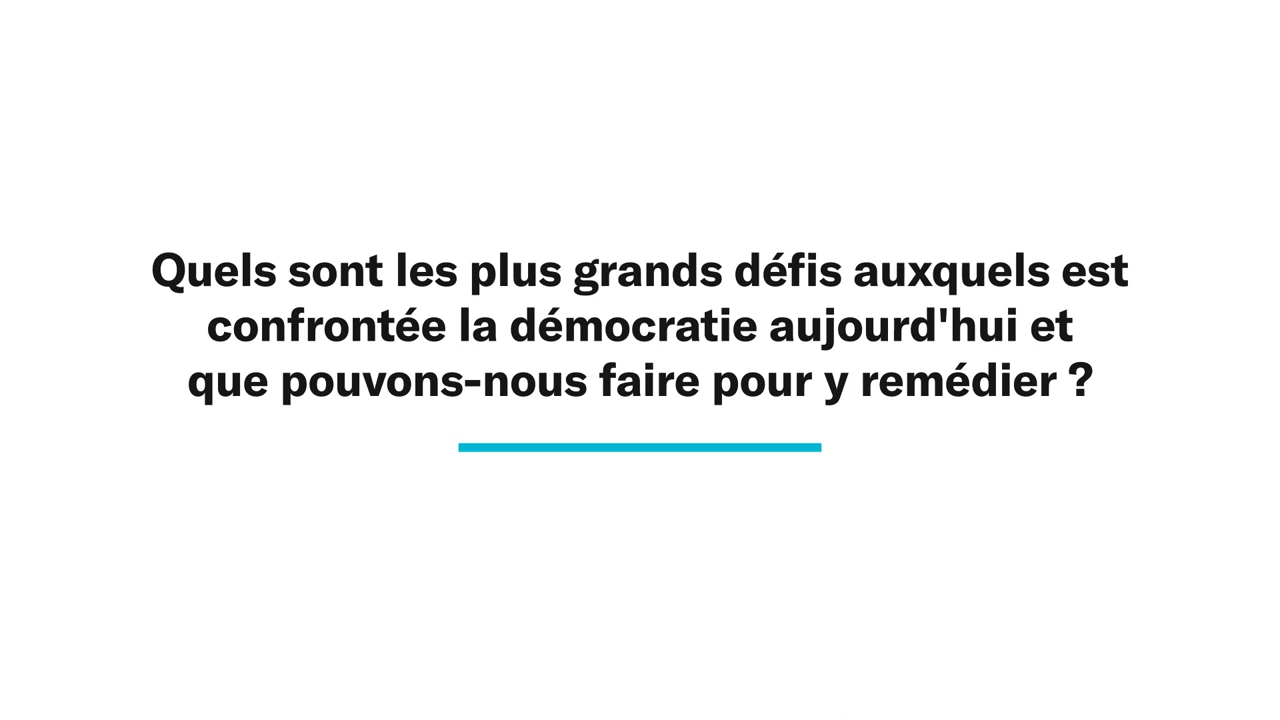 Quels sont les plus grands défis auxquels est
confrontée la démocratie aujourd'hui et
que pouvons-nous faire pour y remédier ?